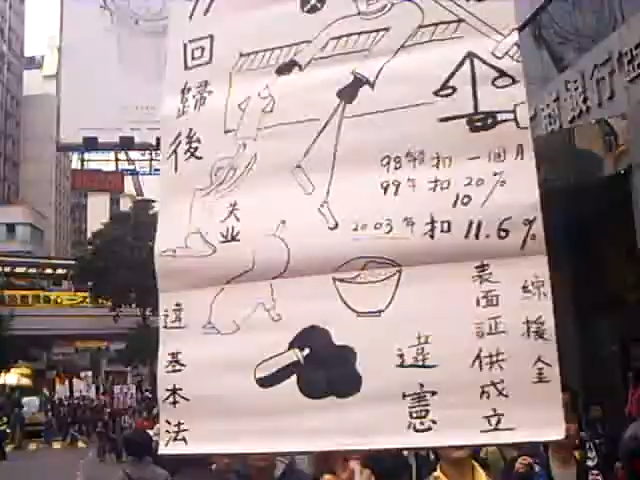 回歸後
98年扣一個月
99年扣20%
10%
2003年扣11.6%
失业
綜援金
表面証供成立
違憲
違基本法
銀行